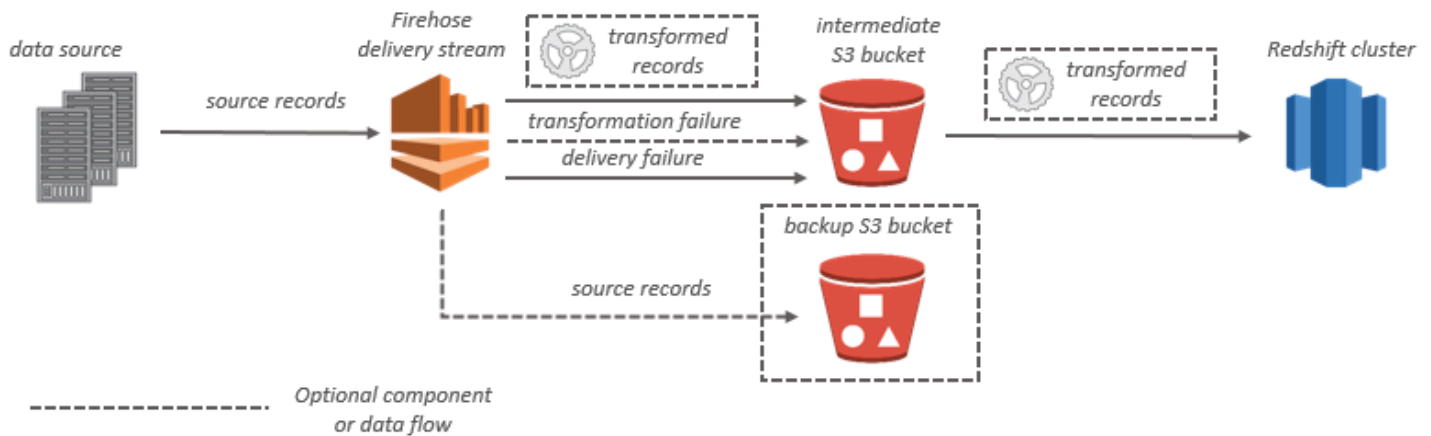 data source
source records
Firehose
delivery stream
transformed
records
transformation failure
delivery failure
intermediate
S3 bucket
transformed
records
Redshift cluster
backup S3 bucket
source records
Optional component
or data flow